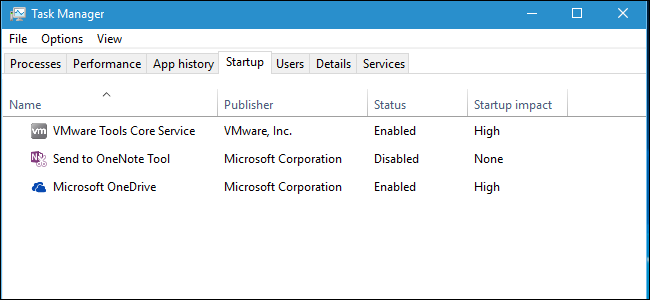 Task Manager
File Options View
Processes Performance App history Startup Users Details Services
Name Publisher Status Startup impact
vm VMware Tools Core Service VMware, Inc. Enabled High
Send to OneNote Tool Microsoft Corporation Disabled None
Microsoft OneDrive Microsoft Corporation Enabled High